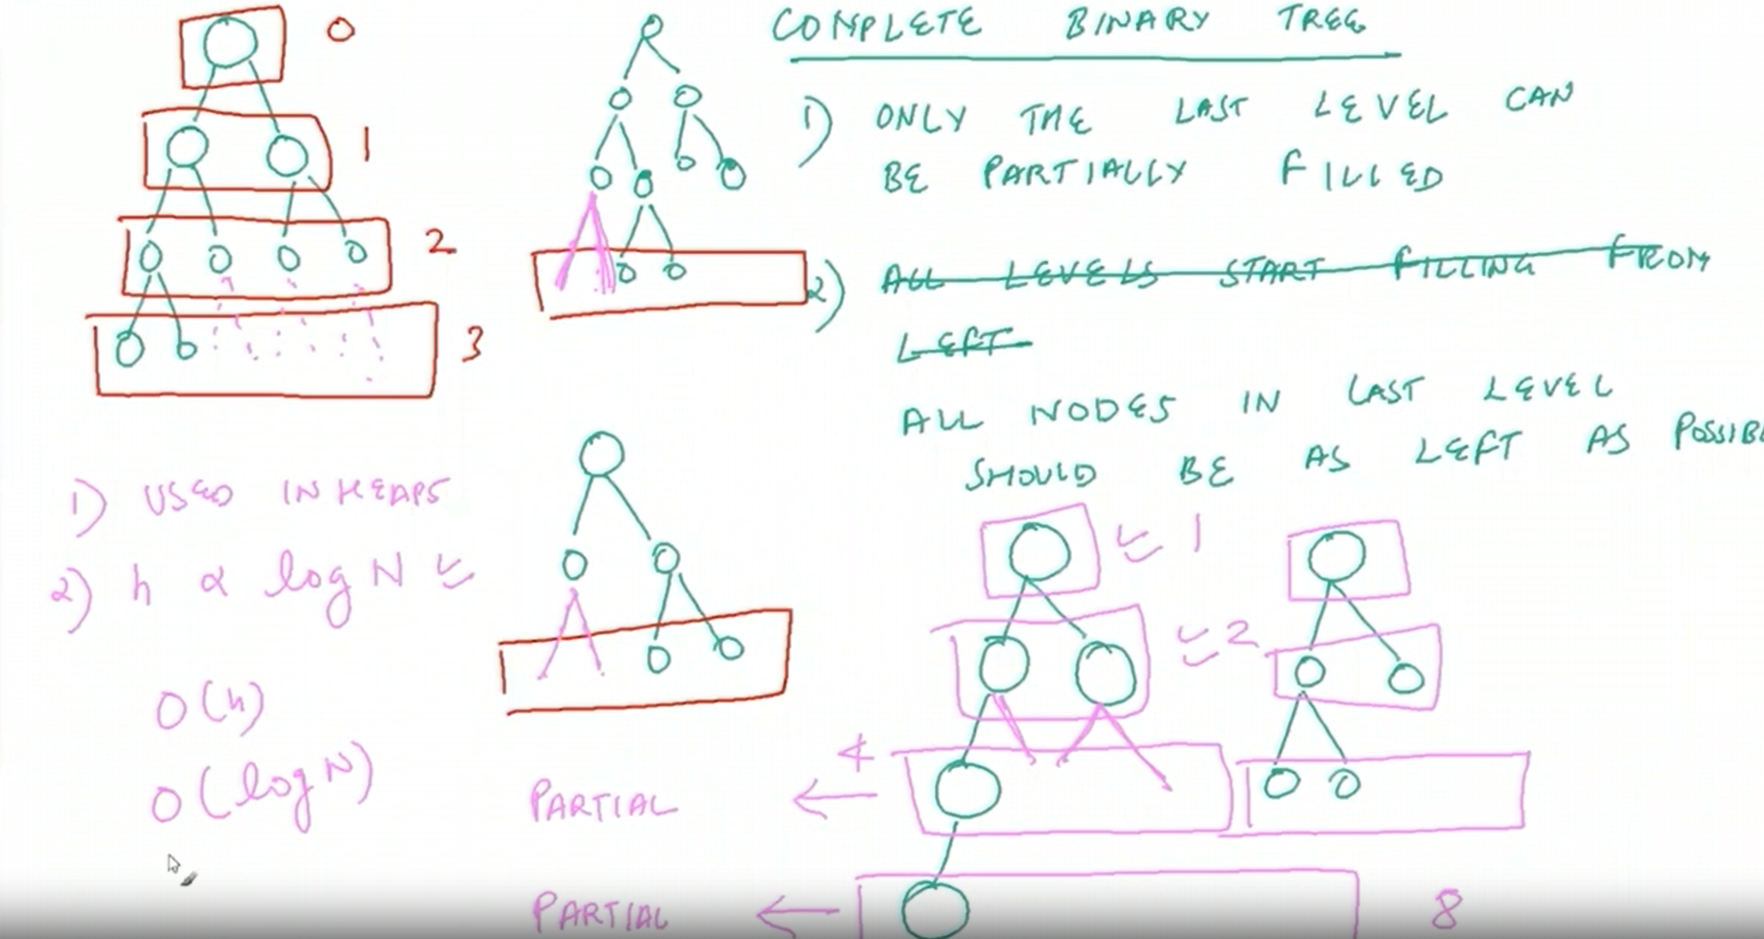 COMPLETE BINARY TREE
1) ONLY THE LAST LEVEL CAN
BE PARTIALLY FILLED
2) ALL LEVELS START FILLING FROM
LEFT
ALL NODES IN LAST LEVEL
SHOULD BE AS LEFT AS POSSIB
0
1
2
3
1) USED IN HEAPS
2) h α log N
O(h)
O(log N)
1
2
4
PARTIAL
PARTIAL
8